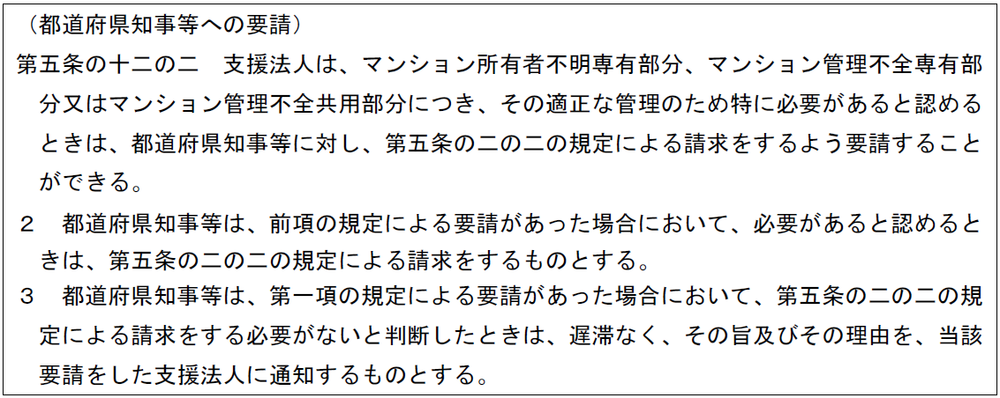 （都道府県知事等への要請）
第五条の十二の二　支援法人は、マンション所有者不明専有部分、マンション管理不全専有部
分又はマンション管理不全共用部分につき、その適正な管理のため特に必要があると認める
ときは、都道府県知事等に対し、第五条の二の二の規定による請求をするよう要請すること
ができる。
２　都道府県知事等は、前項の規定による要請があった場合において、必要があると認めると
きは、第五条の二の二の規定による請求をするものとする。
３　都道府県知事等は、第一項の規定による要請があった場合において、第五条の二の二の規
定による請求をする必要がないと判断したときは、遅滞なく、その旨及びその理由を、当該
要請をした支援法人に通知するものとする。